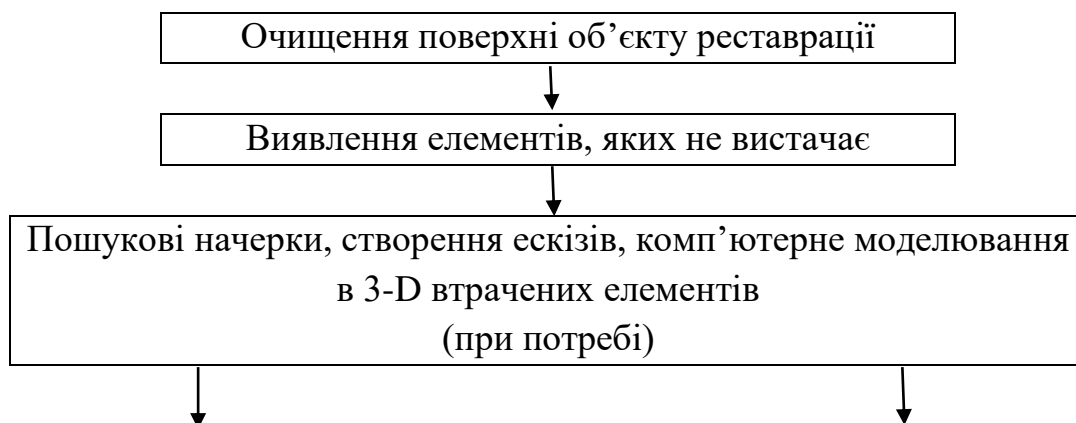 Очищення поверхні об’єкту реставрації
Виявлення елементів, яких не вистачає
Пошукові начерки, створення ескізів, комп’ютерне моделювання
в 3-D втрачених елементів
(при потребі)